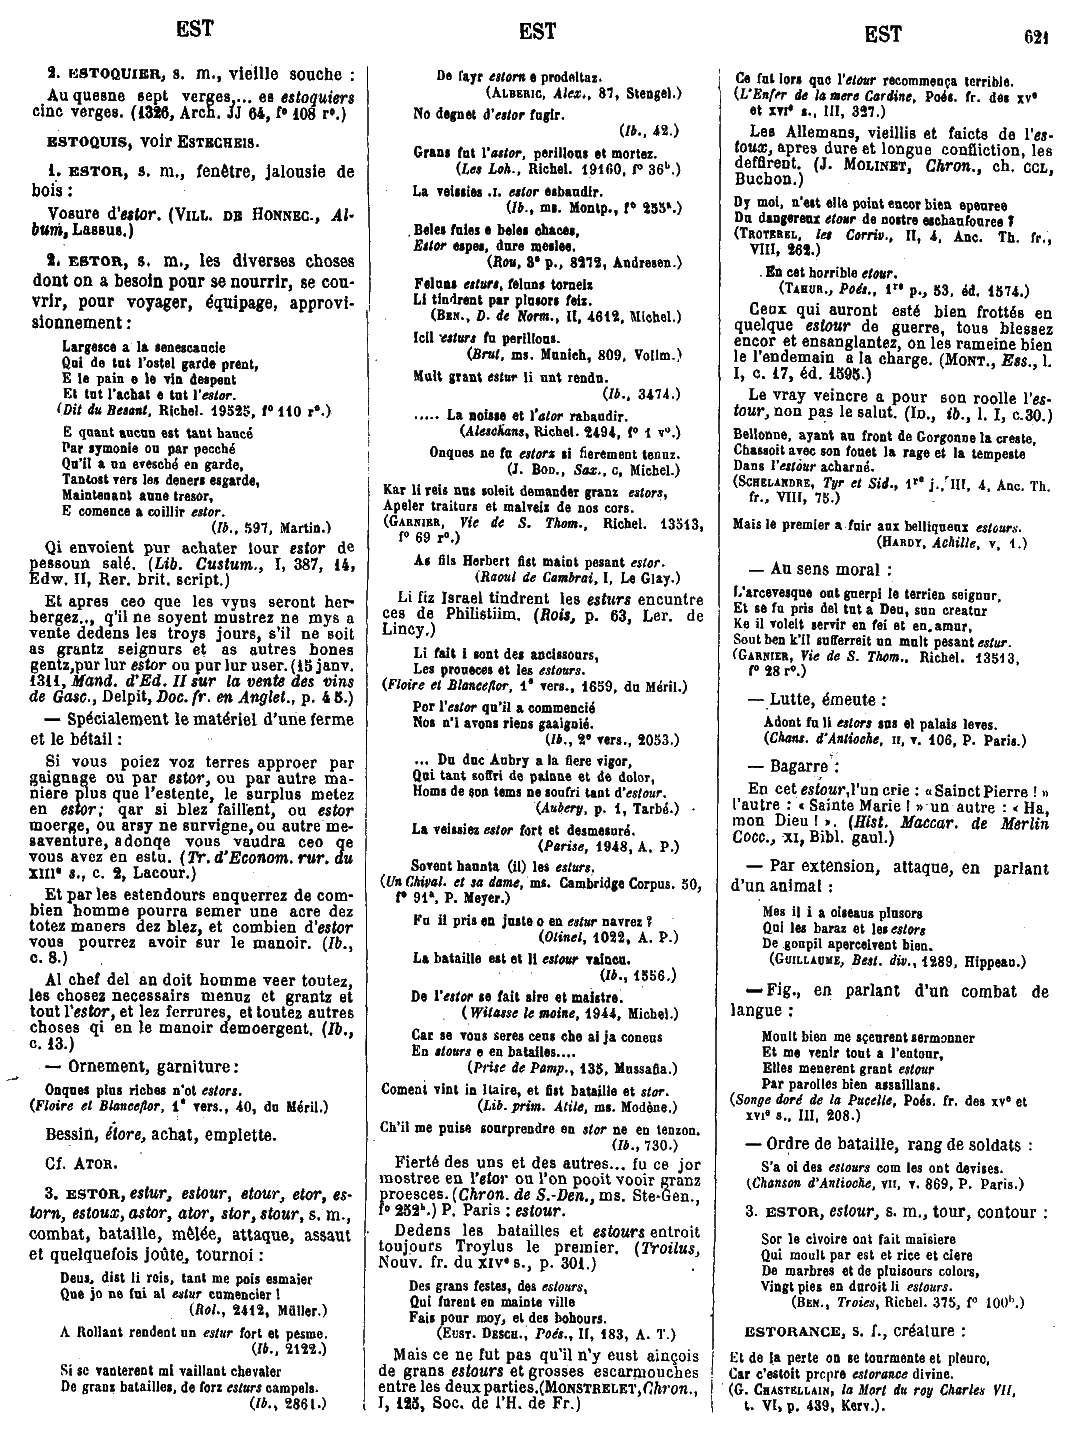 EST
EST
EST
621
2. ESTOQUIER, s. m., vieille souche :
Au quesne sept verges,... es estoquiers
cinc verges. (1326, Arch. JJ 64, f° 108 r°.)
ESTOQUIS, voir ESTECHEIS.
1. ESTOR, s. m., fenêtre, jalousie de
bois :
Vosure d'estor. (VILL. DE HONNEC., Al-
bum, Lassus.)
2. ESTOR, s. m., les diverses choses
dont on a besoin pour se nourrir, se cou-
vrir, pour voyager, équipage, approvi-
sionnement :
Largesce a la senescaucie
Qui de tut l'ostel garde prent,
E le pain e le vin despent
Et tut l'achat e tut l'estor.
(Dit du Besant, Richel. 19525, f° 110 r°.)
E quant aucun est tant hancé
Par symonie ou par pecché
Qu'il a un evesché en garde,
Tantost vers les deners esgarde,
Maintenant aune tresor,
E comence a coillir estor.
(Ib., 597, Martin.)
Qi envoient pur achater lour estor de
pessoun salé. (Lib. Custum., I, 387, 14,
Edw. II, Rer. brit. script.)
Et apres ceo que les vyns seront her-
bergez.., q'il ne soyent mustrez ne mys a
vente dedens les troys jours, s'il ne soit
as grantz seignurs et as autres bones
gentz, pur lur estor ou pur lur user. (15 janv.
1311, Mand. d'Ed. II sur la vente des vins
de Gasc., Delpit, Doc. fr. en Anglet., p. 45.)
— Spécialement le matériel d'une ferme
et le bétail :
Si vous poiez voz terres approer par
gaignage ou par estor, ou par autre ma-
niere plus que l'estente, le surplus metez
en estor; qar si blez faillent, ou estor
moerge, ou arsy ne survigne, ou autre me-
saventure, adonqe vous vaudra ceo qe
vous avez en estu. (Tr. d'Econom. rur. du
XIII° s., c. 2, Lacour.)
Et par les estendours enquerrez de com-
bien homme pourra semer une acre dez
totez maners dez blez, et combien d'estor
vous pourrez avoir sur le manoir. (Ib.,
c. 8.)
Al chef del an doit homme veer toutez,
les chosez necessairs menuz et grantz et
tout l'estor, et lez ferrures, et toutez autres
choses qi en le manoir demoergent. (Ib.,
c. 13.)
— Ornement, garniture :
Onques plus riches n'ot estors.
(Floire et Blanceflor, 1° vers., 40, du Méril.)
Bessin, étore, achat, emplette.
Cf. ATOR.
3. ESTOR, estur, estour, etour, etor, es-
torn, estoux, astor, ator, stor, stour, s. m.,
combat, bataille, mêlée, attaque, assaut
et quelquefois joûte, tournoi :
Deus, dist li reis, tant me pois esmaier
Que jo ne fui al estur cumencier !
(Rol., 2412, Müller.)
A Rollant rendent un estur fort et pesme.
(Ib., 2122.)
Si se vanterent mi vaillant chevaler
De granz batailles, de forz esturs campels.
(Ib., 2861.)
De fayr estorn e prodeltaz.
(ALBERIC, Alex., 87, Stengel.)
No degnet d'estor fugir.
(Ib., 42.)
Grans fut l'astor, perillous et mortez.
(Les Loh., Richel. 19160, f° 36ᵇ.)
La veissies .I. estor esbaudir.
(Ib., ms. Montp., f° 235ᵃ.)
Beles fuies e beles chaces,
Estor espes, dure meslee.
(Rou, 3° p., 8272, Andresen.)
Feluns esturs, feluns torneiz
Li tindrent par plusors feiz.
(BEN., D. de Norm., II, 4612, Michel.)
Icil esturs fu perillous.
(Brut, ms. Munich, 809, Vollm.)
Mult grant estur li unt rendu.
(Ib., 3474.)
..... La noisse et l'ator rabaudir.
(Aleschans, Richel. 2494, f° 1 v°.)
Onques ne fu estorz si fierement tenuz.
(J. BOD., Sax., c, Michel.)
Kar li reis nus soleit demander granz estors,
Apeler traiturs et malveiz de nos cors.
(GARNIER, Vie de S. Thom., Richel. 13513,
f° 69 r°.)
As fils Herbert fist maint pesant estor.
(Raoul de Cambrai, I, Le Glay.)
Li fiz Israel tindrent les esturs encuntre
ces de Philistiim. (Rois, p. 63, Ler. de
Lincy.)
Li fait i sont des ancissours,
Les proueces et les estours.
(Floire et Blanceflor, 1° vers., 1659, du Méril.)
Por l'estor qu'il a commencié
Nos n'i avons riens gaaignié.
(Ib., 2° vers., 2053.)
... Du duc Aubry a la fiere vigor,
Qui tant soffri de painne et de dolor,
Homs de son tems ne soufri tant d'estour.
(Aubery, p. 1, Tarbé.)
La veissiez estor fort et desmesuré.
(Parise, 1948, A. P.)
Sovent haunta (il) les esturs.
(Un Chival. et sa dame, ms. Cambridge Corpus. 50,
f° 91ᵃ, P. Meyer.)
Fu il pris en juste o en estur navrez ?
(Otinel, 1022, A. P.)
La bataille est et li estour vaincu.
(Ib., 1556.)
De l'estor se fait sire et maistre.
(Witasse le moine, 1944, Michel.)
Car se vous seres ceus che ai ja coneus
En stours e en batailes....
(Prise de Pamp., 135, Mussafia.)
Coment vint in Itaire, et fist bataille et stor.
(Lib. prim. Atile, ms. Modène.)
Ch'il me puise sourprendre en stor ne en tenzon.
(Ib., 730.)
Fierté des uns et des autres... fu ce jor
mostree en l'etor ou l'on pooit vooir granz
proesces. (Chron. de S.-Den., ms. Ste-Gen.,
f° 252ᵇ.) P. Paris : estour.
Dedens les batailles et estours entroit
toujours Troylus le premier. (Troilus,
Nouv. fr. du XIV° s., p. 301.)
Des grans festes, des estours,
Qui furent en mainte ville
Fais pour moy, et des bohours.
(EUST. DESCH., Poés., II, 183, A. T.)
Mais ce ne fut pas qu'il n'y eust ainçois
de grans estours et grosses escarmouches
entre les deux parties. (MONSTRELET, Chron.,
I, 125, Soc. de l'H. de Fr.)
Ce fut lors que l'etour recommença terrible.
(L'Enfer de la mere Cardine, Poés. fr. des XV°
et XVI° s., III, 327.)
Les Allemans, vieillis et faicts de l'es-
toux, apres dure et longue confliction, les
deffirent. (J. MOLINET, Chron., ch. CCL,
Buchon.)
Dy moi, n'est elle point encor bien epeuree
Du dangereux etour de nostre eschaufouree ?
(TROTEREL, les Corriv., II, 4, Anc. Th. fr.,
VIII, 262.)
En cet horrible etour.
(TAHUR., Poés., 1re p., 53, éd. 1574.)
Ceux qui auront esté bien frottés en
quelque estour de guerre, tous blessez
encor et ensanglantez, on les rameine bien
le l'endemain a la charge. (MONT., Ess., l.
I, c. 17, éd. 1595.)
Le vray veincre a pour son roolle l'es-
tour, non pas le salut. (ID., ib., l. I, c. 30.)
Bellonne, ayant au front de Gorgonne la creste,
Chassoit avec son fouet la rage et la tempeste
Dans l'estour acharné.
(SCHELANDRE, Tyr et Sid., 1re j., III, 4, Anc. Th.
fr., VIII, 75.)
Mais le premier a fuir aux belliqueux estours.
(HARDY, Achille, V, 1.)
— Au sens moral :
L'arcevesque out guerpi le terrien seignur,
Et se fu pris del tut a Deu, sun creatur
Ke il voleit servir en fei et en amur,
Sout ben k'il sufferreit un mult pesant estur.
(GARNIER, Vie de S. Thom., Richel. 13513,
f° 28 r°.)
— Lutte, émeute :
Adont fu li estors sus el palais leves.
(Chans. d'Antioche, II, v. 106, P. Paris.)
— Bagarre :
En cet estour, l'un crie : « Sainct Pierre ! »
l'autre : « Sainte Marie ! » un autre : « Ha,
mon Dieu ! ». (Hist. Maccar. de Merlin
COCC., XI, Bibl. gaul.)
— Par extension, attaque, en parlant
d'un animal :
Mes il i a oiseaus plusors
Qui les baraz et les estors
De goupil apercelvent bien.
(GUILLAUME, Best. div., 1289, Hippeau.)
— Fig., en parlant d'un combat de
langue :
Moult bien me sçeurent sermonner
Et me venir tout a l'entour,
Elles menerent grant estour
Par parolles bien assaillans.
(Songe doré de la Pucelle, Poés. fr. des XV° et
XVI° s., III, 208.)
— Ordre de bataille, rang de soldats :
S'a oi des estours com les ont devises.
(Chanson d'Antioche, VII, v. 869, P. Paris.)
3. ESTOR, estour, s. m., tour, contour :
Sor le civoire ont fait maisiere
Qui moult par est et rice et clere
De marbres et de pluisours colors,
Vingt pies en duroit li estours.
(BEN., Troies, Richel. 375, f° 100ᵇ.)
ESTORANCE, s. f., créature :
Et de la perte on se tourmente et pleure,
Car c'estoit propre estorance divine.
(G. CHASTELLAIN, la Mort du roy Charles VII,
t. VI, p. 439, Kerv.).